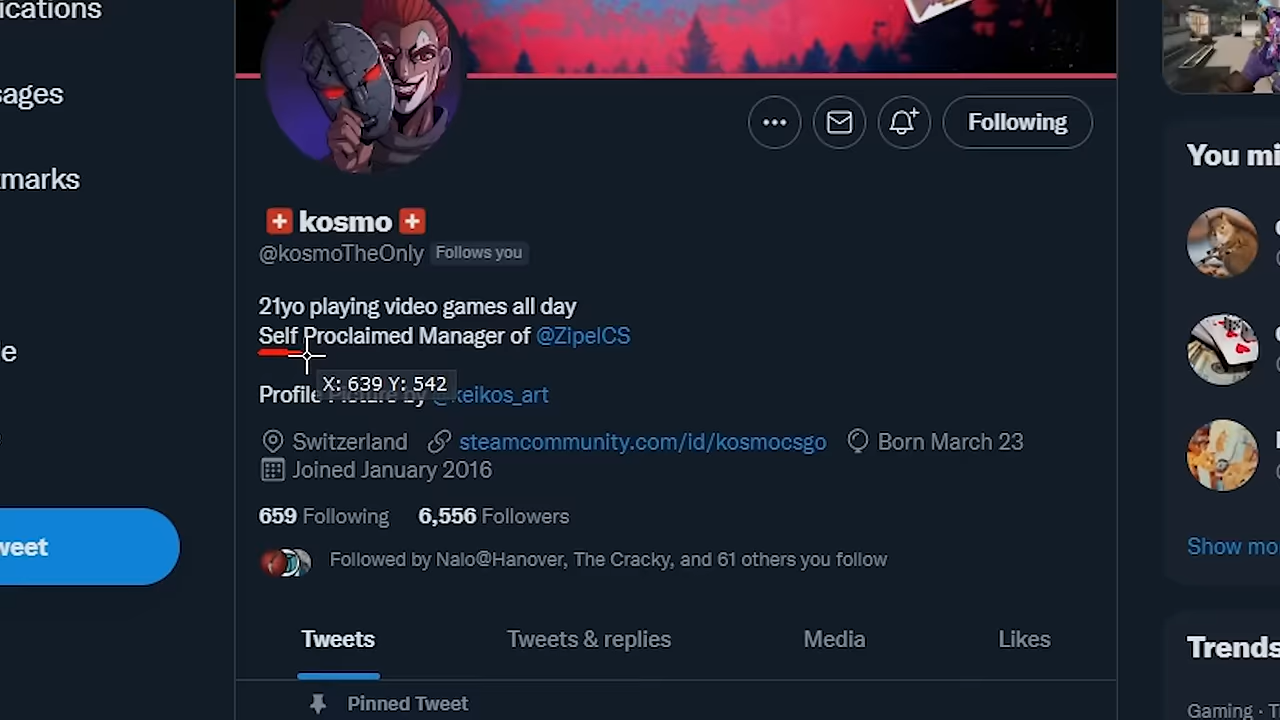 ications
sages
marks
e
weet
Following
kosmo
@kosmoTheOnly Follows you
21yo playing video games all day
Self Proclaimed Manager of @ZipelCS
X: 639 Y: 542
Profile Picture by @keikos_art
Switzerland steamcommunity.com/id/kosmocsgo Born March 23
Joined January 2016
659 Following 6,556 Followers
Followed by Nalo@Hanover, The Cracky, and 61 others you follow
Tweets Tweets & replies Media Likes
Pinned Tweet
You mi
Show mo
Trends
Gaming · T